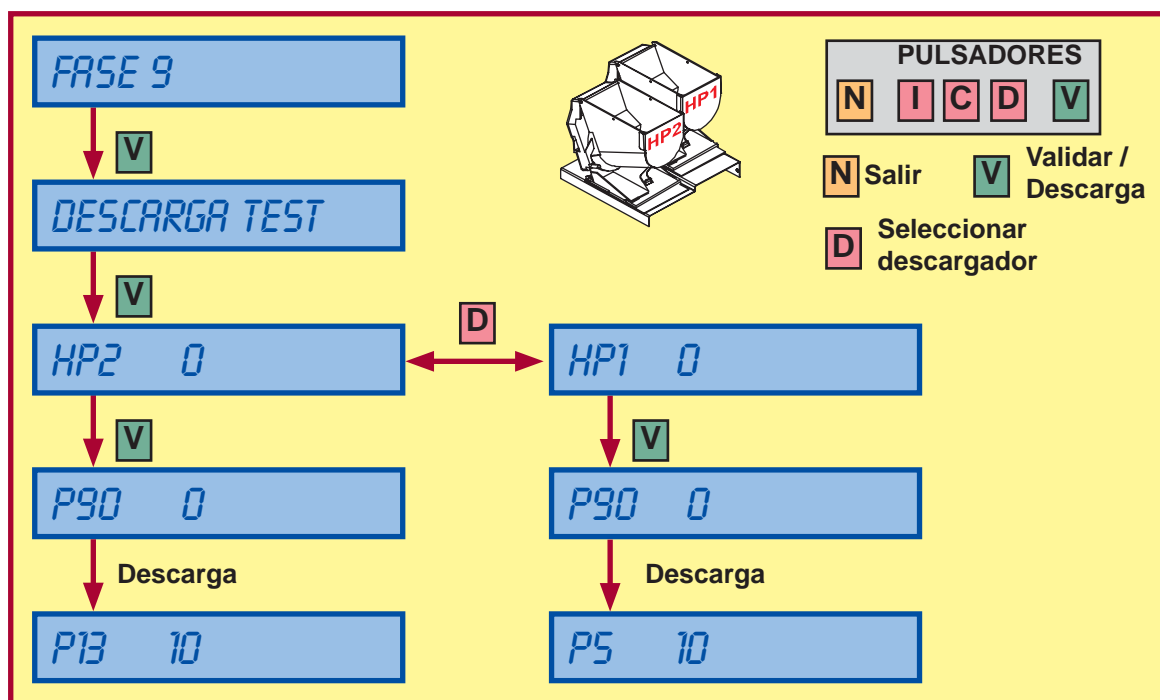 FASE 9
PULSADORES
N I C D V
HP1
HP2
V
N Salir
V Validar /
Descarga
DESCARGA TEST
D Seleccionar
descargador
V
D
HP2 0
HP1 0
V
V
P90 0
P90 0
Descarga
Descarga
P13 10
P5 10